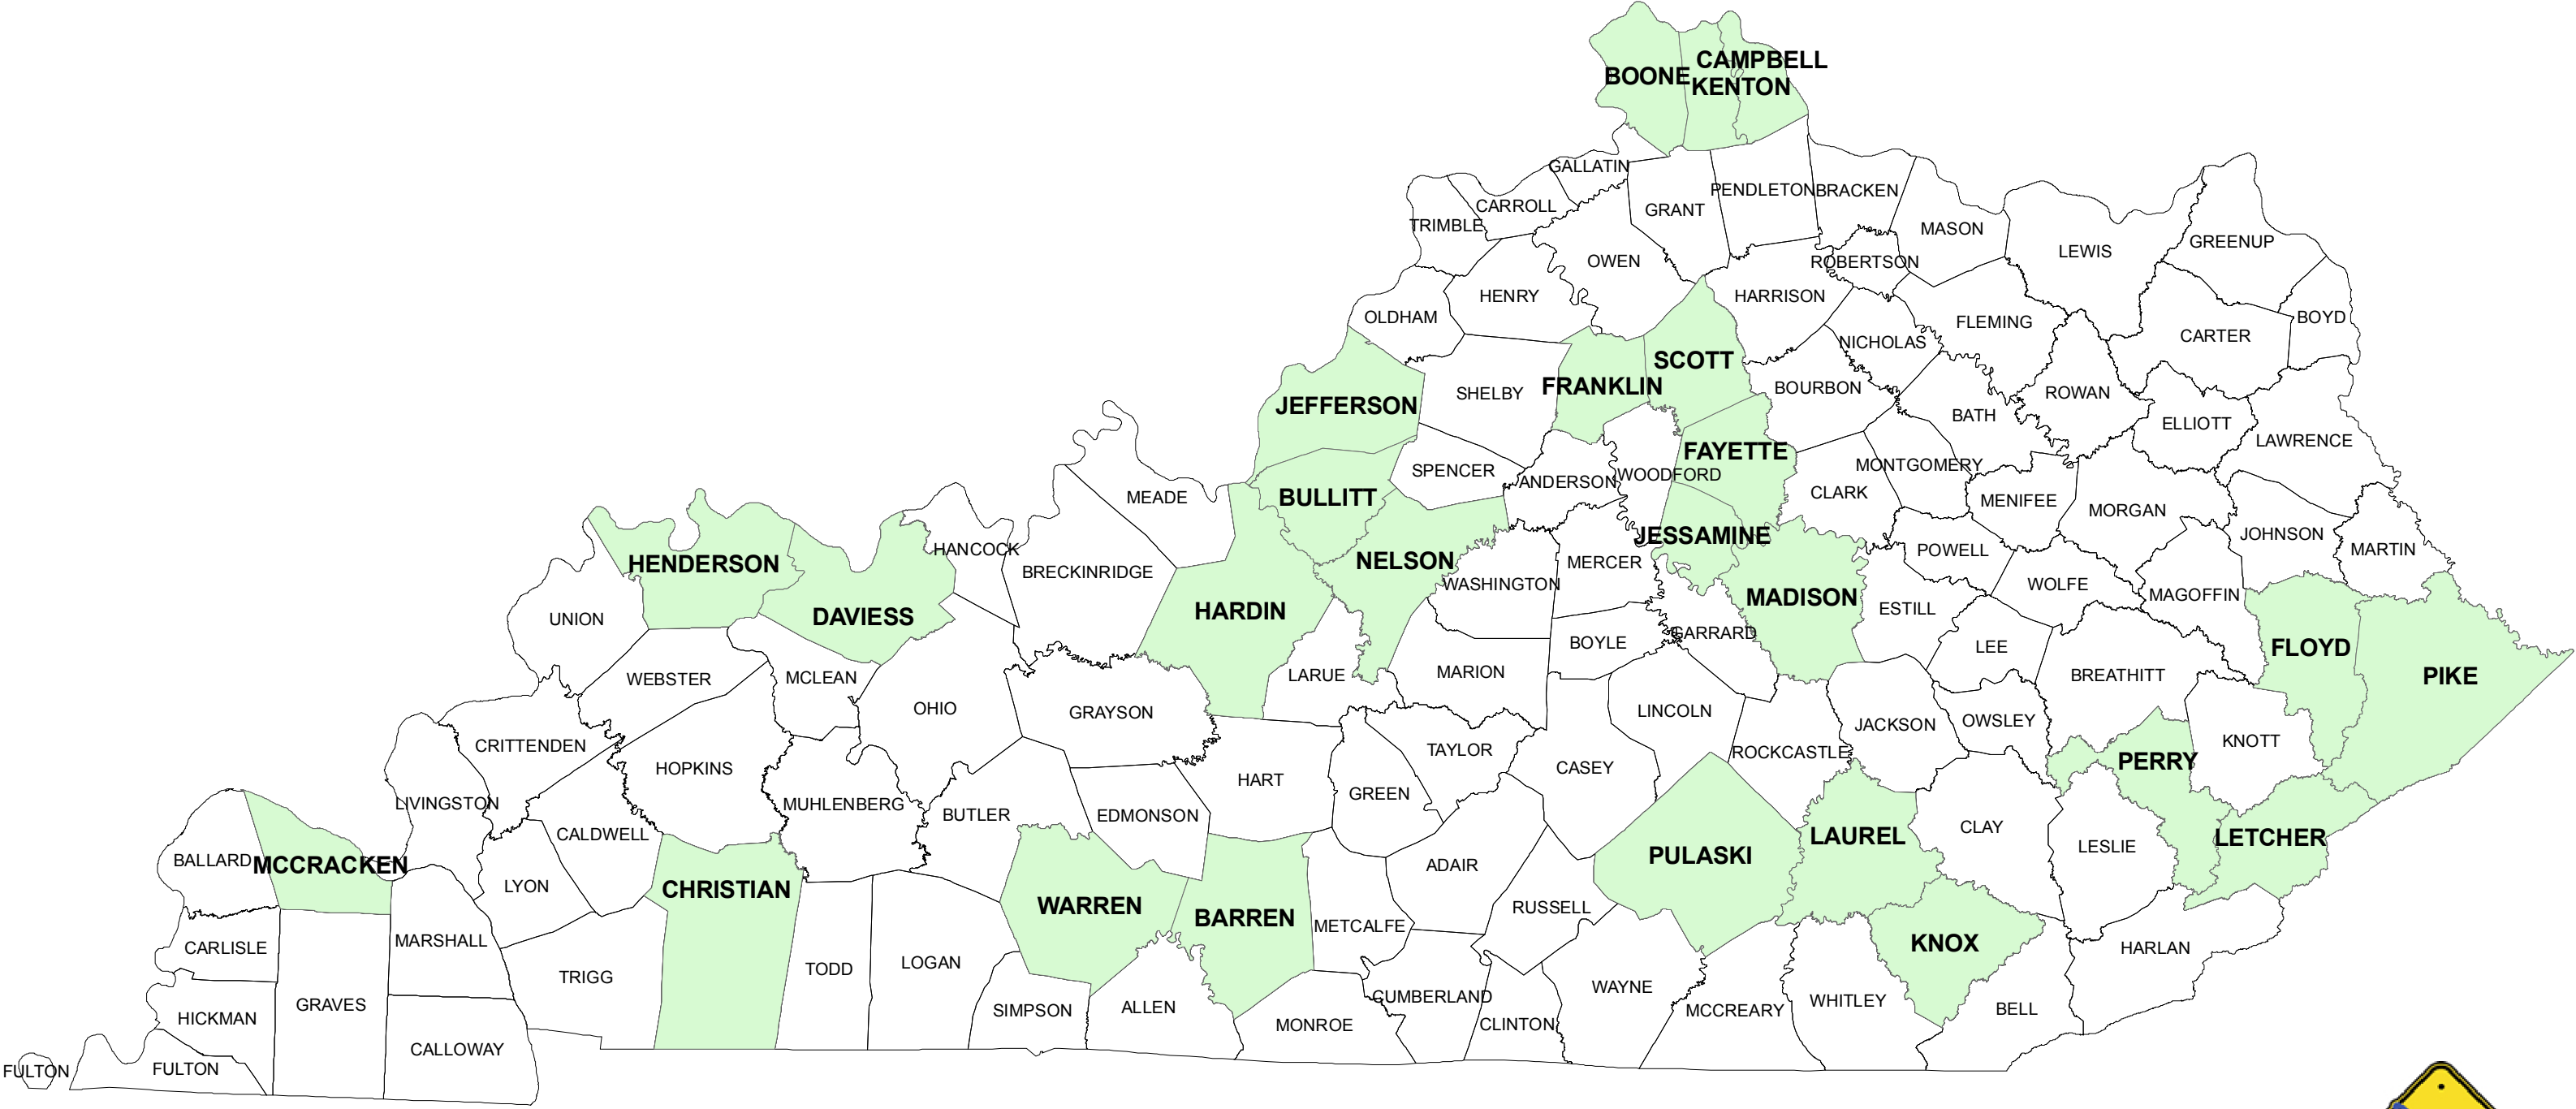 CAMPBELL
BOONE
KENTON
GALLATIN
PENDLETON
BRACKEN
CARROLL
GRANT
TRIMBLE
MASON
GREENUP
LEWIS
OWEN
ROBERTSON
HENRY
HARRISON
OLDHAM
BOYD
FLEMING
CARTER
NICHOLAS
SCOTT
FRANKLIN
BOURBON
SHELBY
ROWAN
JEFFERSON
BATH
ELLIOTT
LAWRENCE
FAYETTE
MONTGOMERY
SPENCER
WOODFORD
ANDERSON
CLARK
MEADE
BULLITT
MENIFEE
MORGAN
JOHNSON
JESSAMINE
HANCOCK
POWELL
MARTIN
HENDERSON
NELSON
MERCER
BRECKINRIDGE
WASHINGTON
WOLFE
MAGOFFIN
MADISON
ESTILL
HARDIN
DAVIESS
UNION
GARRARD
BOYLE
LEE
FLOYD
MARION
LARUE
BREATHITT
PIKE
WEBSTER
MCLEAN
OHIO
GRAYSON
LINCOLN
OWSLEY
JACKSON
CRITTENDEN
TAYLOR
ROCKCASTLE
KNOTT
PERRY
HOPKINS
CASEY
HART
GREEN
LIVINGSTON
MUHLENBERG
BUTLER
EDMONSON
CALDWELL
CLAY
LAUREL
LETCHER
LESLIE
PULASKI
BALLARD
MCCRACKEN
ADAIR
LYON
CHRISTIAN
WARREN
RUSSELL
BARREN
METCALFE
MARSHALL
KNOX
CARLISLE
HARLAN
LOGAN
TODD
TRIGG
WAYNE
CUMBERLAND
WHITLEY
GRAVES
ALLEN
BELL
SIMPSON
MCCREARY
HICKMAN
MONROE
CLINTON
CALLOWAY
FULTON
FULTON